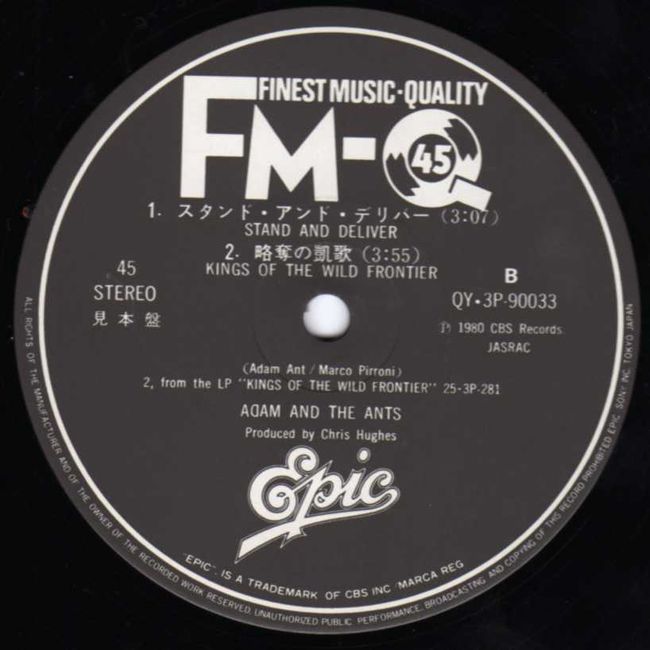 FINEST MUSIC•QUALITY
FM-Q
45
1. スタンド・アンド・デリバー (3:07)
STAND AND DELIVER
2. 略奪の凱歌 (3:55)
KINGS OF THE WILD FRONTIER
45
STEREO
見本盤
B
QY•3P-90033
Ⓟ 1980 CBS Records.
JASRAC
(Adam Ant / Marco Pirroni)
2, from the LP "KINGS OF THE WILD FRONTIER" 25-3P-281
ADAM AND THE ANTS
Produced by Chris Hughes
Epic
"EPIC". IS A TRADEMARK OF CBS INC /MARCA REG
ALL RIGHTS OF THE MANUFACTURER AND OF THE OWNER OF THE RECORDED WORK RESERVED. UNAUTHORIZED PUBLIC PERFORMANCE, BROADCASTING AND COPYING OF THIS RECORD PROHIBITED EPIC SONY INC. TOKYO JAPAN